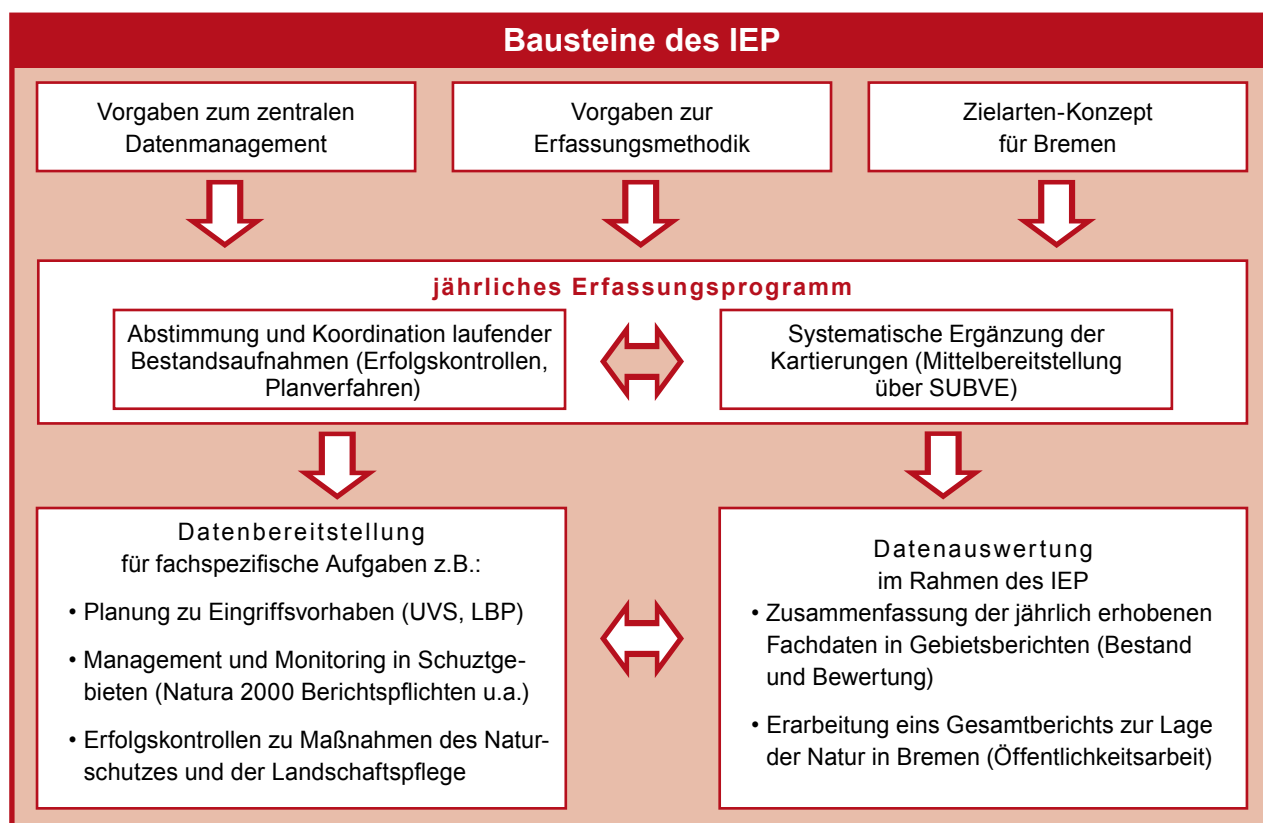 Bausteine des IEP
Vorgaben zum zentralen
Datenmanagement
Vorgaben zur
Erfassungsmethodik
Zielarten-Konzept
für Bremen
jährliches Erfassungsprogramm
Abstimmung und Koordination laufender
Bestandsaufnahmen (Erfolgskontrollen,
Planverfahren)
Systematische Ergänzung der
Kartierungen (Mittelbereitstellung
über SUBVE)
Datenbereitstellung
für fachspezifische Aufgaben z.B.:
• Planung zu Eingriffsvorhaben (UVS, LBP)
• Management und Monitoring in Schuztge-
bieten (Natura 2000 Berichtspflichten u.a.)
• Erfolgskontrollen zu Maßnahmen des Natur-
schutzes und der Landschaftspflege
Datenauswertung
im Rahmen des IEP
• Zusammenfassung der jährlich erhobenen
Fachdaten in Gebietsberichten (Bestand
und Bewertung)
• Erarbeitung eins Gesamtberichts zur Lage
der Natur in Bremen (Öffentlichkeitsarbeit)